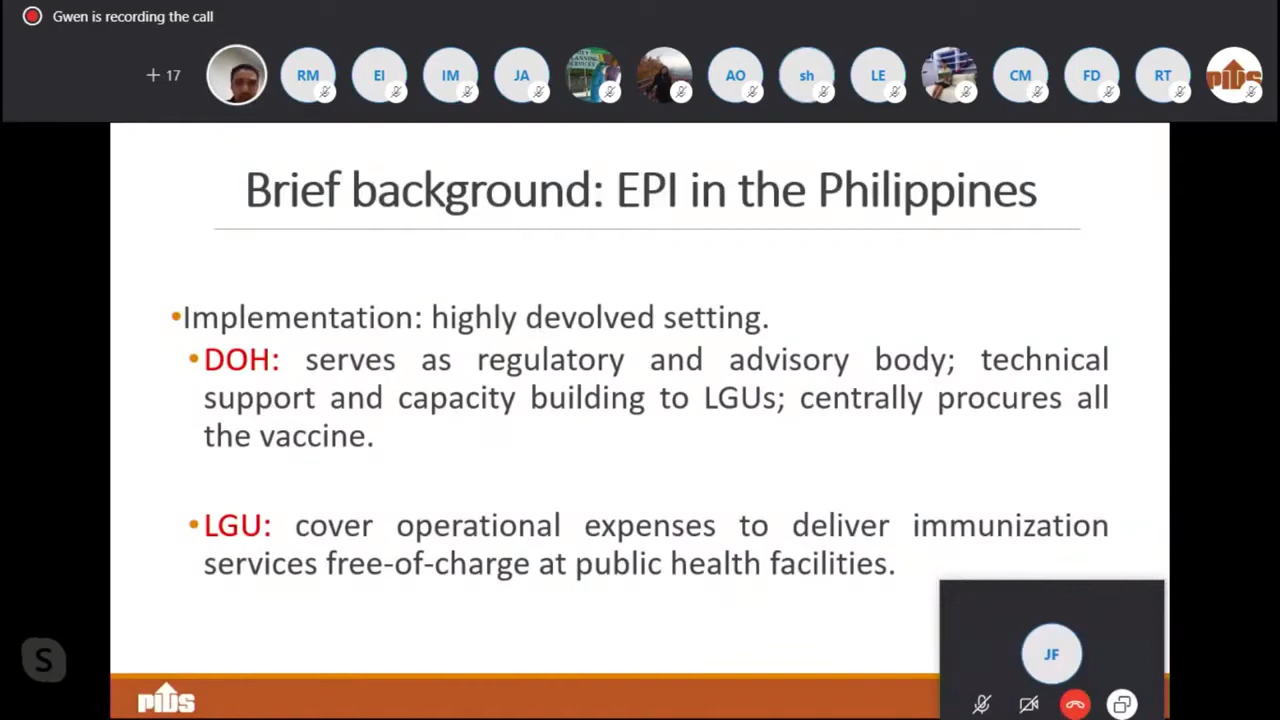 Gwen is recording the call
+ 17
RM
EI
IM
JA
AO
sh
LE
CM
FD
RT
PIDS
Brief background: EPI in the Philippines
•Implementation: highly devolved setting.
•DOH: serves as regulatory and advisory body; technical
support and capacity building to LGUs; centrally procures all
the vaccine.
•LGU: cover operational expenses to deliver immunization
services free-of-charge at public health facilities.
JF
S
PIDS